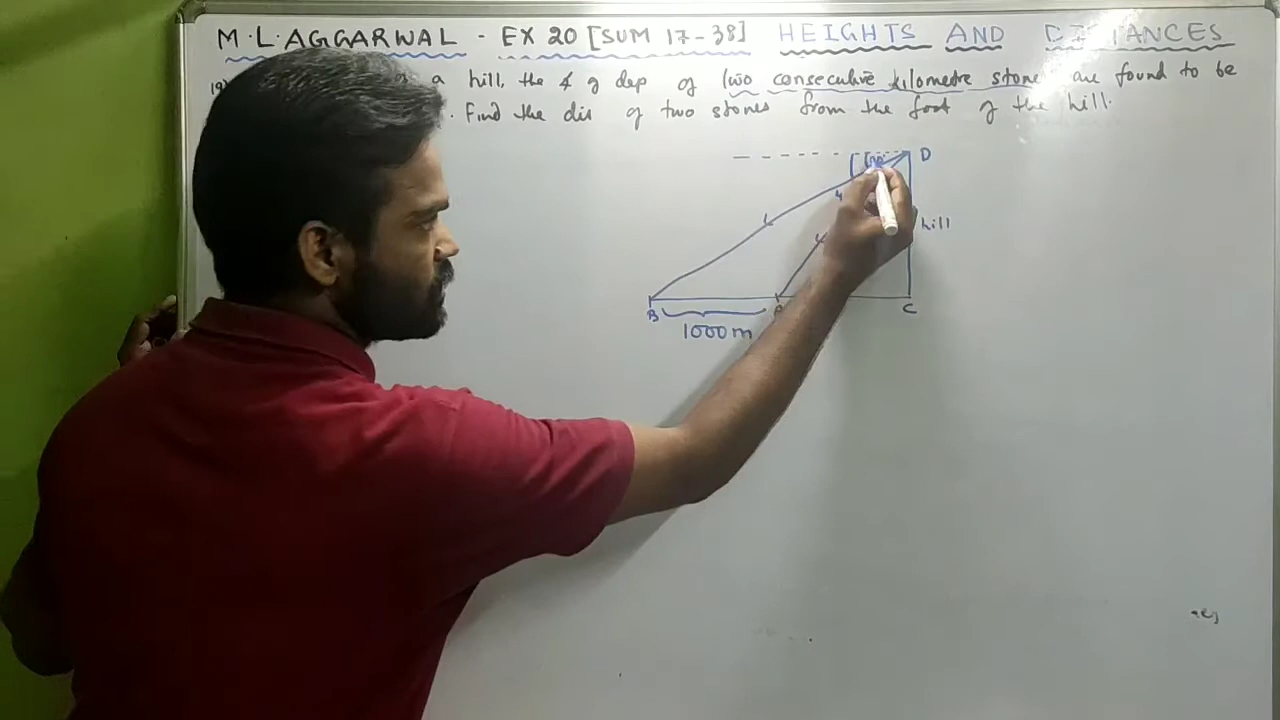 M.L.AGGARWAL - EX 20 [SUM 17-38] HEIGHTS AND
a hill, the ∡ g dep of two consecutive kilometre stone are found to be
. Find the dis of two stones from the foot of the hill.
D
hill
B
C
1000m